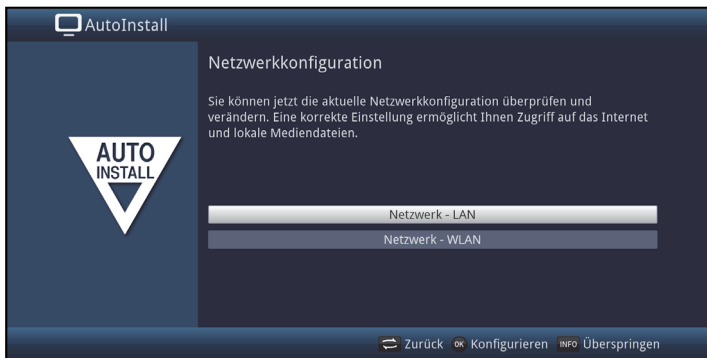 AutoInstall
Netzwerkkonfiguration
Sie können jetzt die aktuelle Netzwerkkonfiguration überprüfen und
verändern. Eine korrekte Einstellung ermöglicht Ihnen Zugriff auf das Internet
und lokale Mediendateien.
AUTO
INSTALL
Netzwerk - LAN
Netzwerk - WLAN
Zurück OK Konfigurieren INFO Überspringen